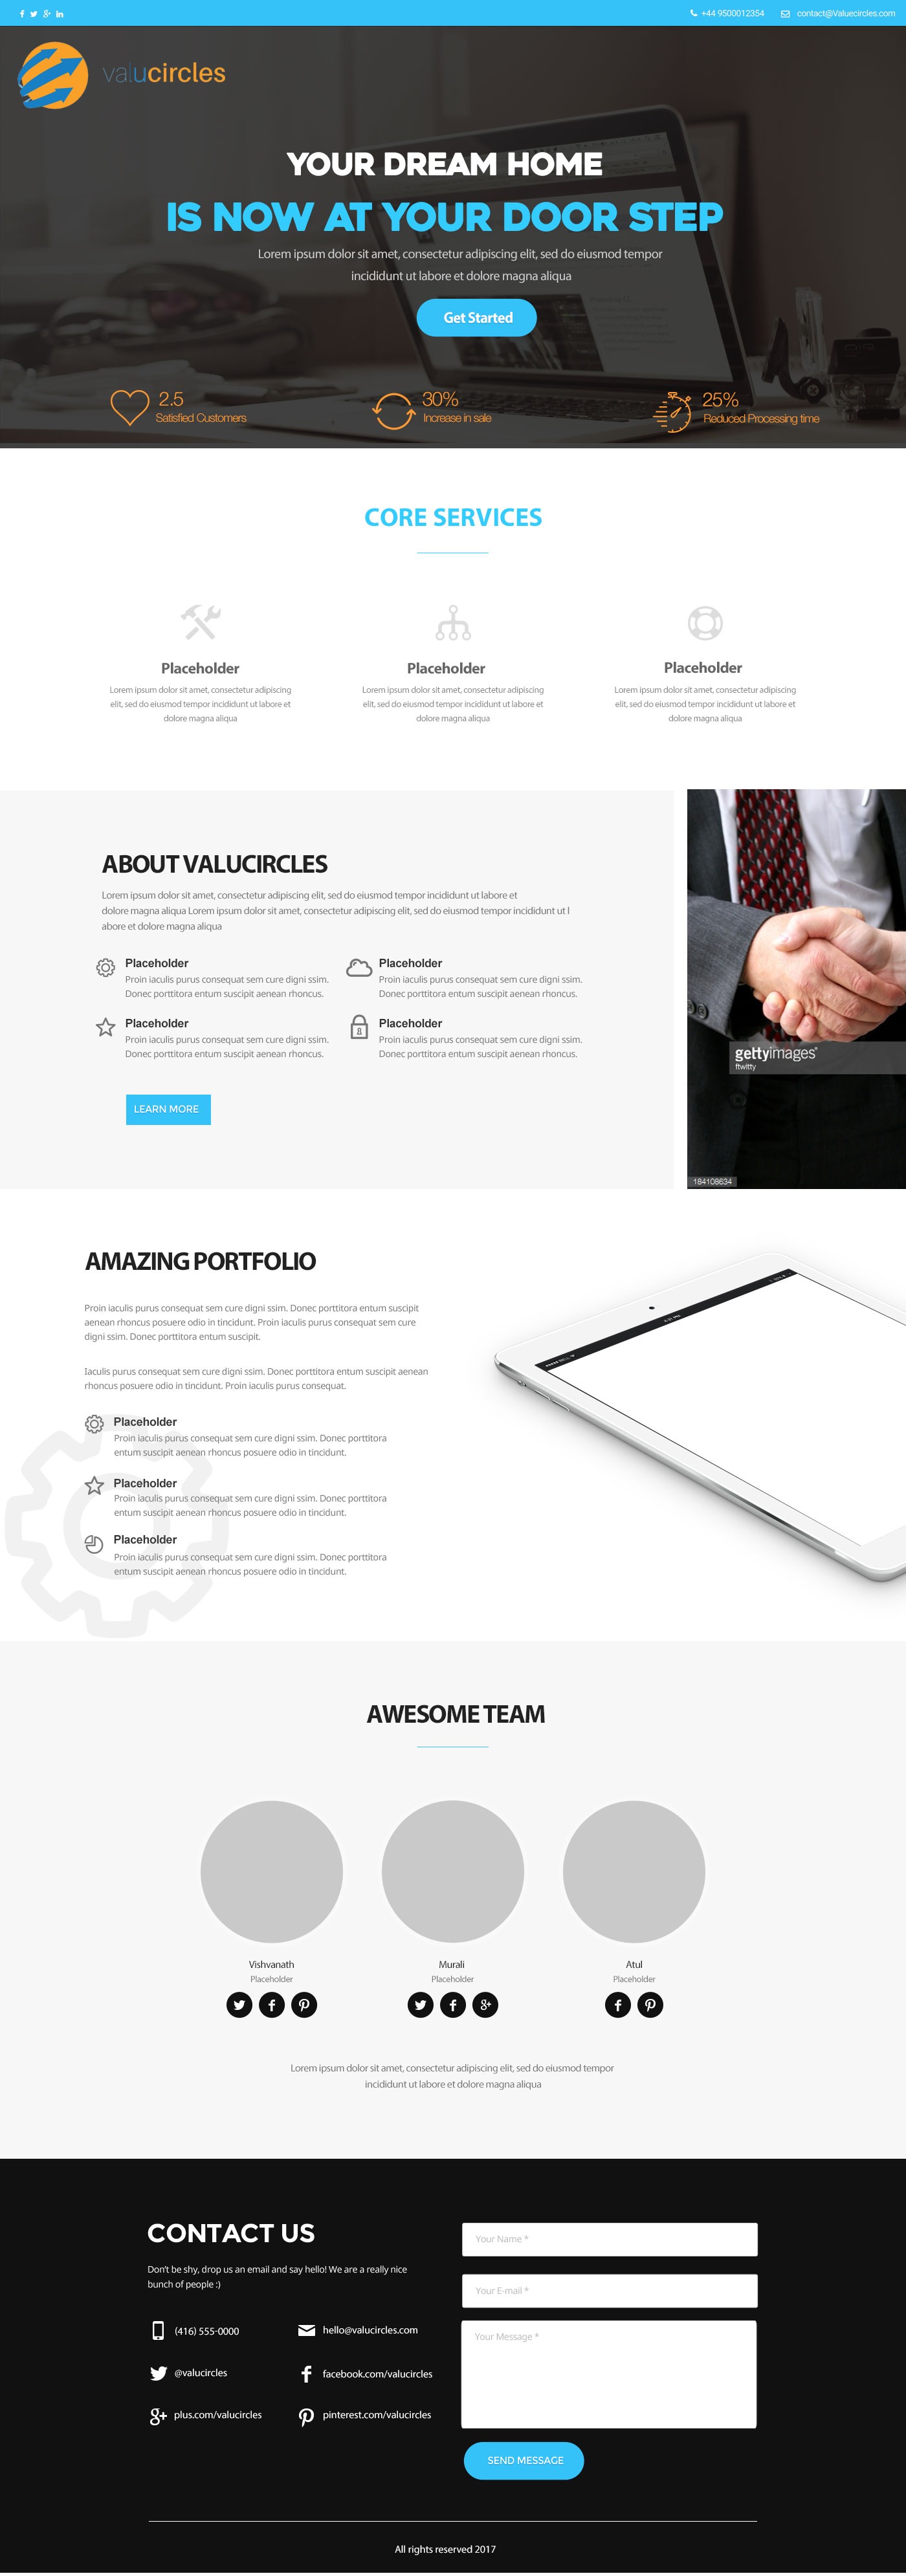 +44 9500012354
contact@Valuecircles.com
valucircles
YOUR DREAM HOME
IS NOW AT YOUR DOOR STEP
Lorem ipsum dolor sit amet, consectetur adipiscing elit, sed do eiusmod tempor
incididunt ut labore et dolore magna aliqua
Get Started
2.5
Satisfied Customers
30%
Increase in sale
25%
Reduced Processing time
CORE SERVICES
Placeholder
Lorem ipsum dolor sit amet, consectetur adipiscing
elit, sed do eiusmod tempor incididunt ut labore et
dolore magna aliqua
Placeholder
Lorem ipsum dolor sit amet, consectetur adipiscing
elit, sed do eiusmod tempor incididunt ut labore et
dolore magna aliqua
Placeholder
Lorem ipsum dolor sit amet, consectetur adipiscing
elit, sed do eiusmod tempor incididunt ut labore et
dolore magna aliqua
ABOUT VALUCIRCLES
Lorem ipsum dolor sit amet, consectetur adipiscing elit, sed do eiusmod tempor incididunt ut labore et
dolore magna aliqua Lorem ipsum dolor sit amet, consectetur adipiscing elit, sed do eiusmod tempor incididunt ut l
abore et dolore magna aliqua
Placeholder
Proin iaculis purus consequat sem cure digni ssim.
Donec porttitora entum suscipit aenean rhoncus.
Placeholder
Proin iaculis purus consequat sem cure digni ssim.
Donec porttitora entum suscipit aenean rhoncus.
Placeholder
Proin iaculis purus consequat sem cure digni ssim.
Donec porttitora entum suscipit aenean rhoncus.
Placeholder
Proin iaculis purus consequat sem cure digni ssim.
Donec porttitora entum suscipit aenean rhoncus.
LEARN MORE
gettyimages®
ftwitty
184108634
AMAZING PORTFOLIO
Proin iaculis purus consequat sem cure digni ssim. Donec porttitora entum suscipit
aenean rhoncus posuere odio in tincidunt. Proin iaculis purus consequat sem cure
digni ssim. Donec porttitora entum suscipit.
Iaculis purus consequat sem cure digni ssim. Donec porttitora entum suscipit aenean
rhoncus posuere odio in tincidunt. Proin iaculis purus consequat.
Placeholder
Proin iaculis purus consequat sem cure digni ssim. Donec porttitora
entum suscipit aenean rhoncus posuere odio in tincidunt.
Placeholder
Proin iaculis purus consequat sem cure digni ssim. Donec porttitora
entum suscipit aenean rhoncus posuere odio in tincidunt.
Placeholder
Proin iaculis purus consequat sem cure digni ssim. Donec porttitora
entum suscipit aenean rhoncus posuere odio in tincidunt.
AWESOME TEAM
Vishvanath
Placeholder
Murali
Placeholder
Atul
Placeholder
Lorem ipsum dolor sit amet, consectetur adipiscing elit, sed do eiusmod tempor
incididunt ut labore et dolore magna aliqua
CONTACT US
Don't be shy, drop us an email and say hello! We are a really nice
bunch of people :)
(416) 555-0000
hello@valucircles.com
@valucircles
facebook.com/valucircles
plus.com/valucircles
pinterest.com/valucircles
Your Name *
Your E-mail *
Your Message *
SEND MESSAGE
All rights reserved 2017